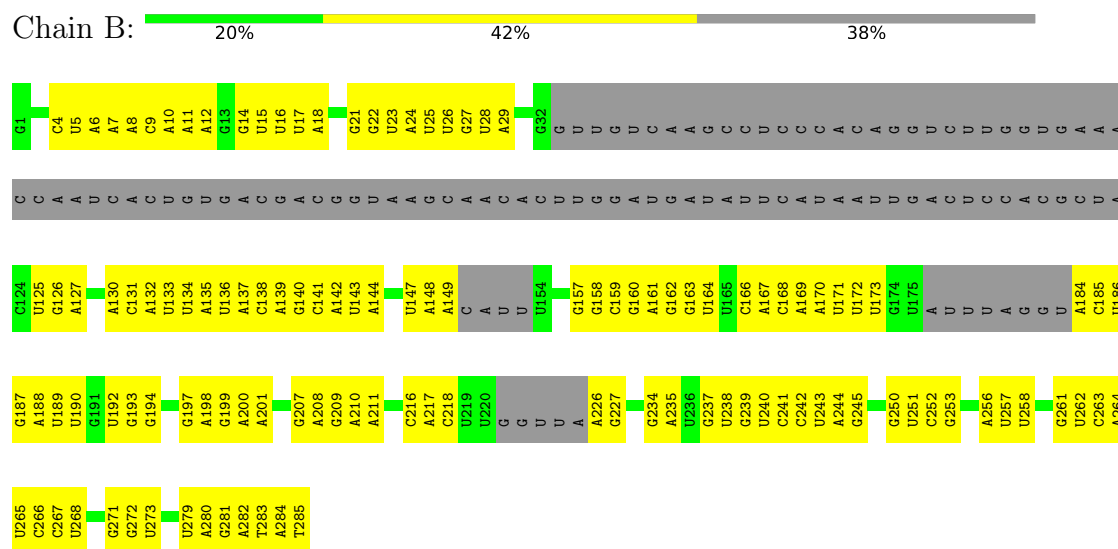 Chain B:
20% 42% 38%
G1 C4 U5 A6 A7 A8 C9 A10 A11 A12 G13 G14 U15 U16 U17 A18 G21 G22 U23 A24 U25 U26 G27 U28 A29 G32 G U U G U C A A G C C U C C C A C A G G U C U U G G U G A A A
C C A A U C A C U G U G A C G A C G G U A A G C A A C A C U U G G A U G A U A U U C A U A A U U G A C U C C A C G C U A
C124 U125 G126 A127 A130 C131 A132 U133 U134 A135 U136 A137 C138 A139 G140 C141 A142 U143 A144 U147 A148 A149 C A U U U154 G157 G158 C159 G160 A161 G162 G163 U164 U165 C166 A167 C168 A169 A170 U171 U172 U173 G174 U175 A U U U A G G U A184 C185 U186
G187 A188 U189 U190 G191 U192 G193 G194 G197 A198 G199 A200 A201 G207 A208 G209 A210 A211 C216 A217 C218 U219 U220 G G U U A A226 G227 G234 A235 U236 G237 U238 G239 U240 C241 C242 U243 A244 G245 G250 U251 C252 G253 A256 U257 U258 G261 U262 C263 A264
U265 C266 C267 U268 G271 G272 U273 U279 A280 G281 A282 T283 A284 T285